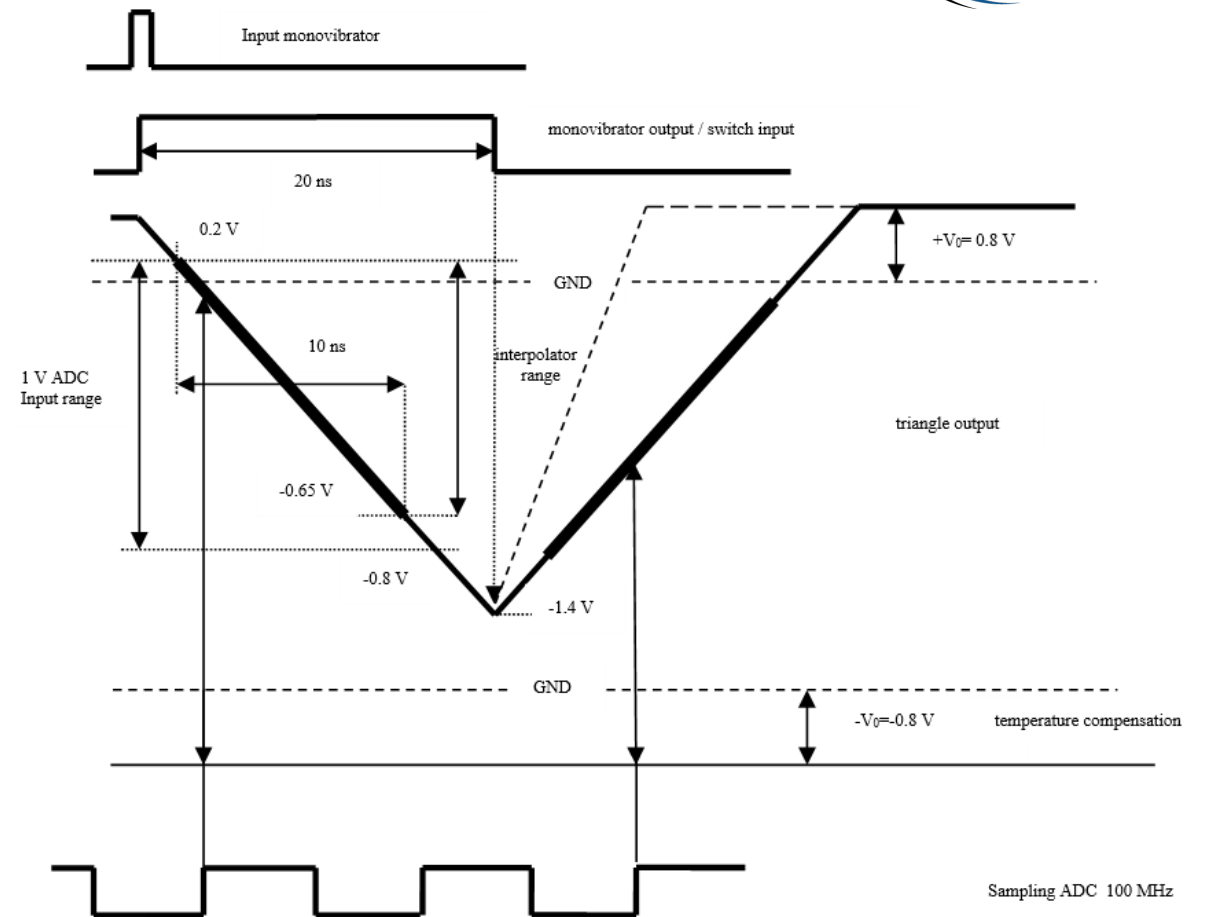 Input monovibrator
monovibrator output / switch input
20 ns
0.2 V
+V0= 0.8 V
GND
10 ns
interpolator
range
1 V ADC
Input range
triangle output
-0.65 V
-0.8 V
-1.4 V
GND
-V0=-0.8 V
temperature compensation
Sampling ADC 100 MHz